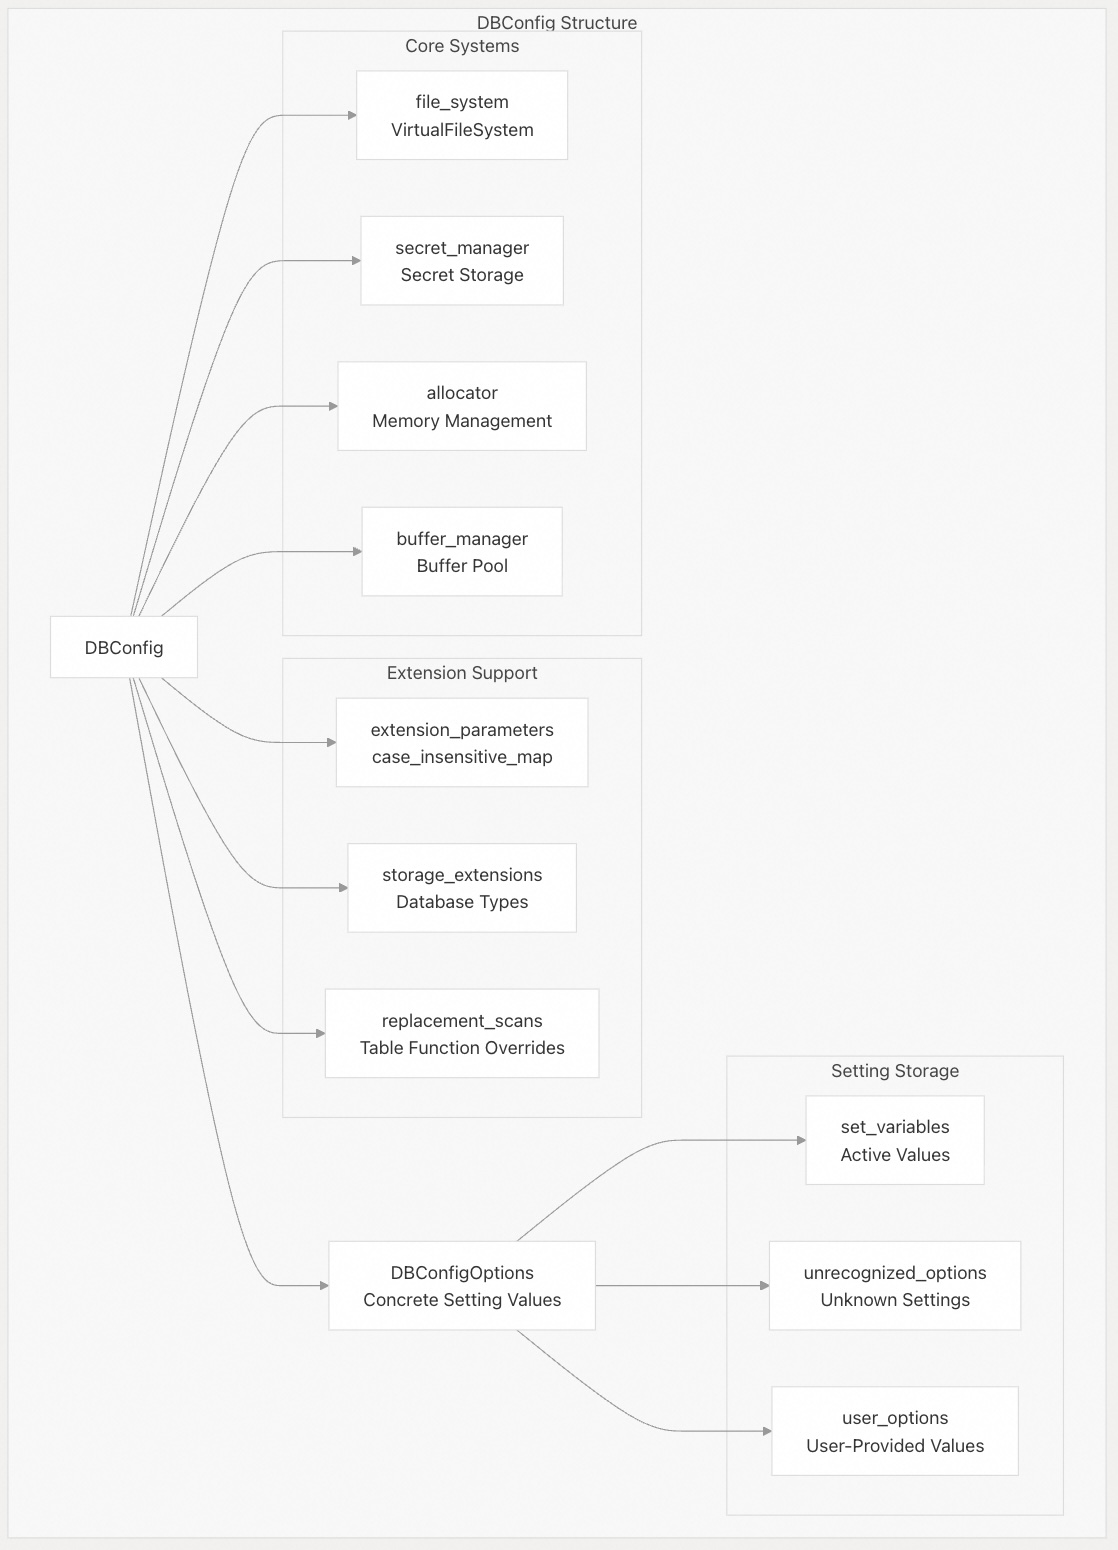 DBConfig Structure
Core Systems
file_system
VirtualFileSystem
secret_manager
Secret Storage
allocator
Memory Management
buffer_manager
Buffer Pool
DBConfig
Extension Support
extension_parameters
case_insensitive_map
storage_extensions
Database Types
replacement_scans
Table Function Overrides
Setting Storage
set_variables
Active Values
DBConfigOptions
Concrete Setting Values
unrecognized_options
Unknown Settings
user_options
User-Provided Values